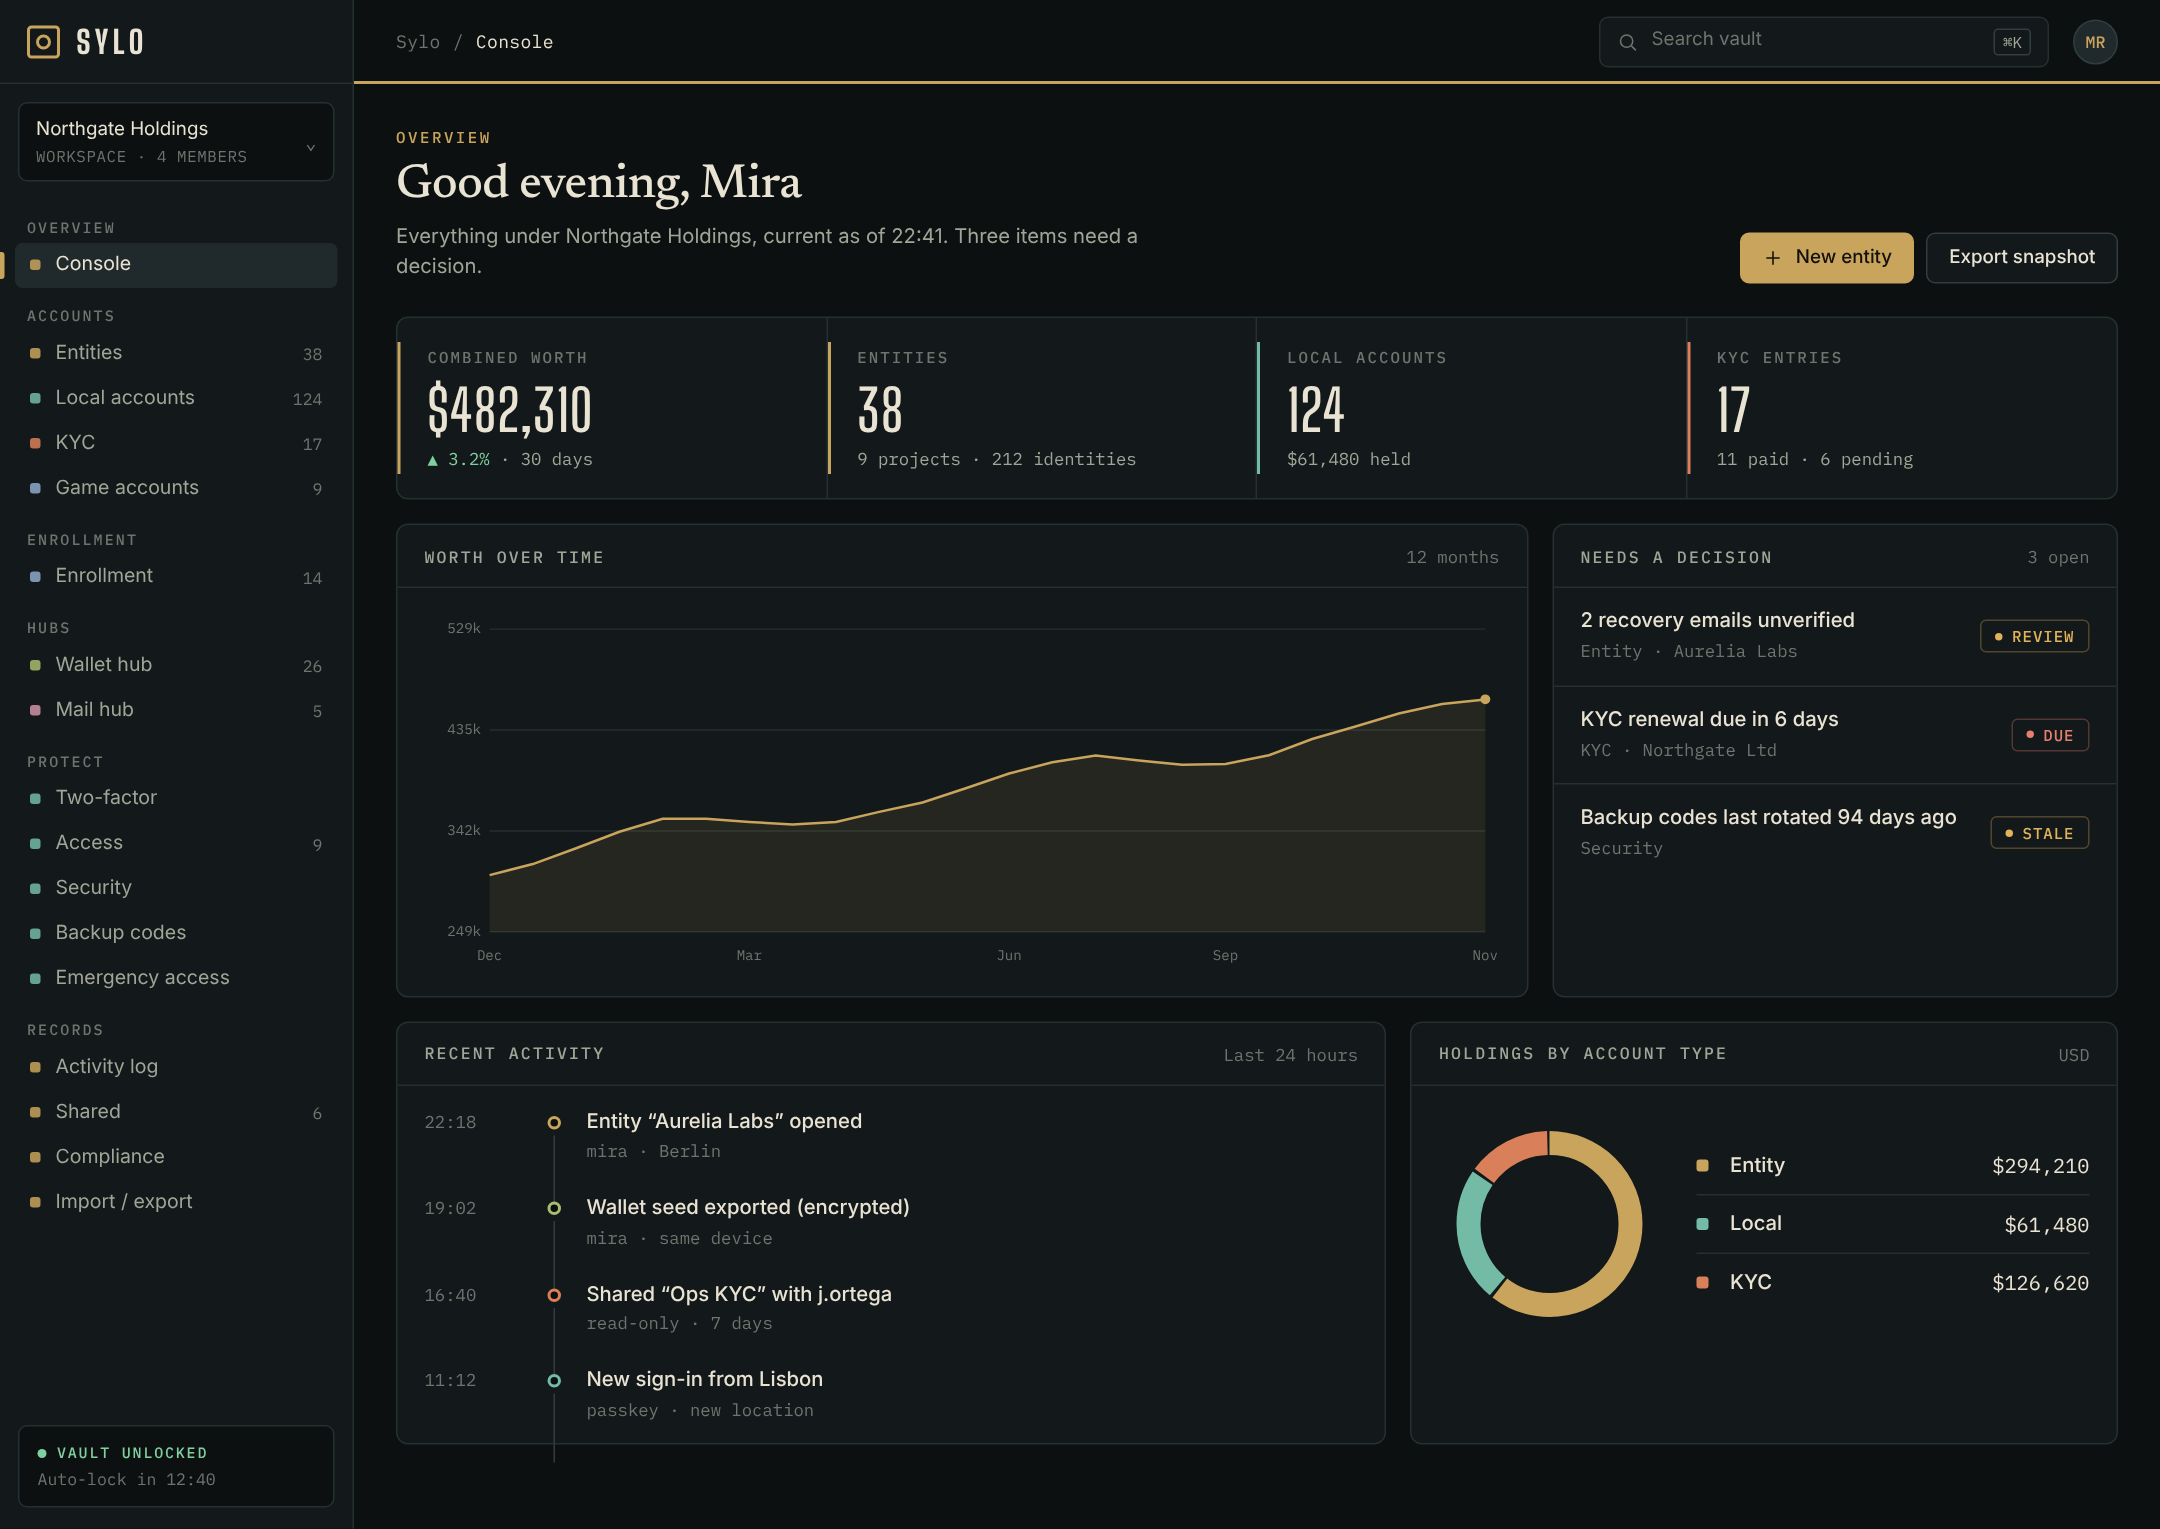 SYLO
Northgate Holdings
WORKSPACE · 4 MEMBERS
OVERVIEW
Console
ACCOUNTS
Entities 38
Local accounts 124
KYC 17
Game accounts 9
ENROLLMENT
Enrollment 14
HUBS
Wallet hub 26
Mail hub 5
PROTECT
Two-factor
Access 9
Security
Backup codes
Emergency access
RECORDS
Activity log
Shared 6
Compliance
Import / export
VAULT UNLOCKED
Auto-lock in 12:40
Sylo / Console
Search vault ⌘K
MR
OVERVIEW
Good evening, Mira
Everything under Northgate Holdings, current as of 22:41. Three items need a
decision.
+ New entity
Export snapshot
COMBINED WORTH
$482,310
▲ 3.2% · 30 days
ENTITIES
38
9 projects · 212 identities
LOCAL ACCOUNTS
124
$61,480 held
KYC ENTRIES
17
11 paid · 6 pending
WORTH OVER TIME 12 months
529k
435k
342k
249k
Dec Mar Jun Sep Nov
NEEDS A DECISION 3 open
2 recovery emails unverified
Entity · Aurelia Labs
REVIEW
KYC renewal due in 6 days
KYC · Northgate Ltd
DUE
Backup codes last rotated 94 days ago
Security
STALE
RECENT ACTIVITY Last 24 hours
22:18 Entity “Aurelia Labs” opened
mira · Berlin
19:02 Wallet seed exported (encrypted)
mira · same device
16:40 Shared “Ops KYC” with j.ortega
read-only · 7 days
11:12 New sign-in from Lisbon
passkey · new location
HOLDINGS BY ACCOUNT TYPE USD
Entity $294,210
Local $61,480
KYC $126,620